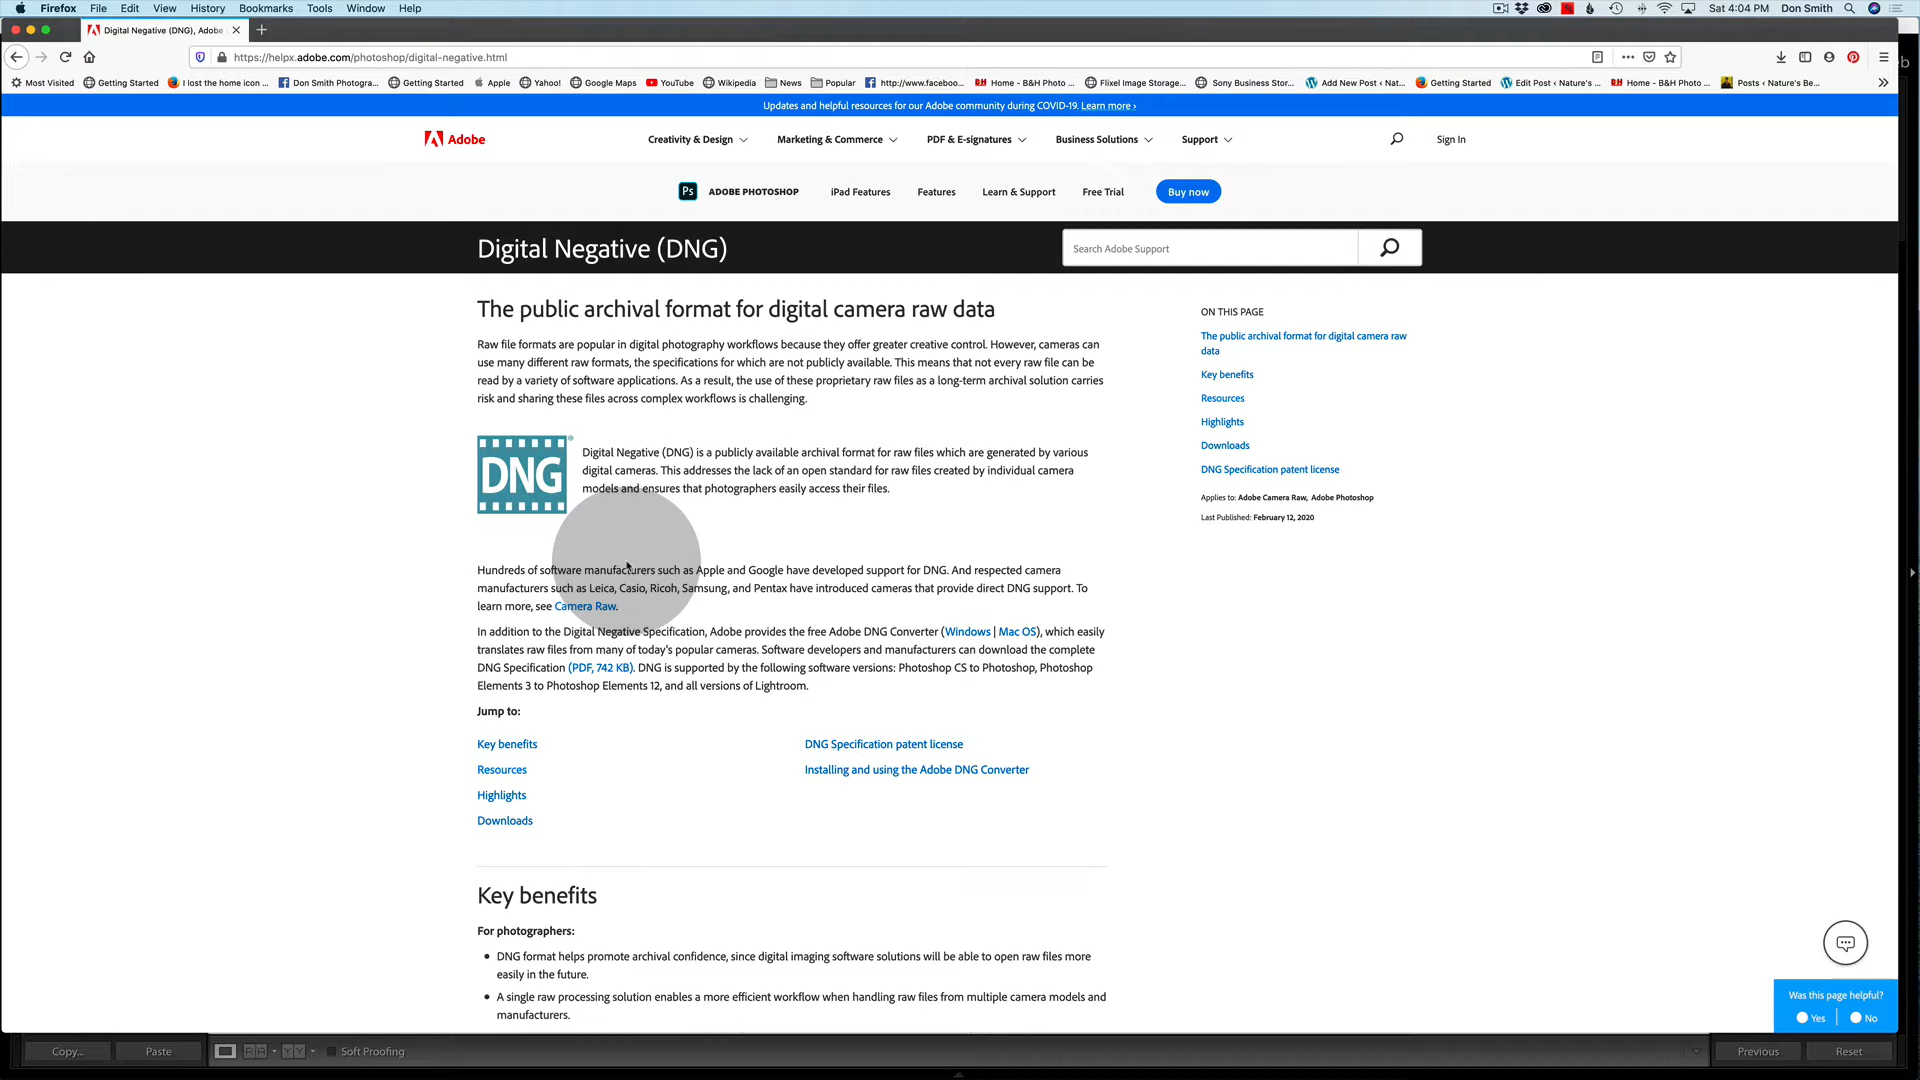 Firefox File Edit View History Bookmarks Tools Window Help Sat 4:04 PM Don Smith
Digital Negative (DNG), Adobe
https://helpx.adobe.com/photoshop/digital-negative.html
Most Visited Getting Started I lost the home icon ... Don Smith Photogra... Getting Started Apple Yahoo! Google Maps YouTube Wikipedia News Popular http://www.faceboo... Home - B&H Photo ... Flixel Image Storage... Sony Business Stor... Add New Post ‹ Nat... Getting Started Edit Post ‹ Nature's ... Home - B&H Photo ... Posts ‹ Nature's Be...
Updates and helpful resources for our Adobe community during COVID-19. Learn more ›
Adobe Creativity & Design Marketing & Commerce PDF & E-signatures Business Solutions Support Sign In
Ps ADOBE PHOTOSHOP iPad Features Features Learn & Support Free Trial Buy now
Digital Negative (DNG) Search Adobe Support
The public archival format for digital camera raw data
Raw file formats are popular in digital photography workflows because they offer greater creative control. However, cameras can
use many different raw formats, the specifications for which are not publicly available. This means that not every raw file can be
read by a variety of software applications. As a result, the use of these proprietary raw files as a long-term archival solution carries
risk and sharing these files across complex workflows is challenging.
DNG®
Digital Negative (DNG) is a publicly available archival format for raw files which are generated by various
digital cameras. This addresses the lack of an open standard for raw files created by individual camera
models and ensures that photographers easily access their files.
Hundreds of software manufacturers such as Apple and Google have developed support for DNG. And respected camera
manufacturers such as Leica, Casio, Ricoh, Samsung, and Pentax have introduced cameras that provide direct DNG support. To
learn more, see Camera Raw.
In addition to the Digital Negative Specification, Adobe provides the free Adobe DNG Converter (Windows | Mac OS), which easily
translates raw files from many of today's popular cameras. Software developers and manufacturers can download the complete
DNG Specification (PDF, 742 KB). DNG is supported by the following software versions: Photoshop CS to Photoshop, Photoshop
Elements 3 to Photoshop Elements 12, and all versions of Lightroom.
Jump to:
Key benefits
Resources
Highlights
Downloads
DNG Specification patent license
Installing and using the Adobe DNG Converter
Key benefits
For photographers:
• DNG format helps promote archival confidence, since digital imaging software solutions will be able to open raw files more
easily in the future.
• A single raw processing solution enables a more efficient workflow when handling raw files from multiple camera models and
manufacturers.
ON THIS PAGE
The public archival format for digital camera raw
data
Key benefits
Resources
Highlights
Downloads
DNG Specification patent license
Applies to: Adobe Camera Raw, Adobe Photoshop
Last Published: February 12, 2020
Was this page helpful?
Yes No
Copy... Paste Soft Proofing Previous Reset